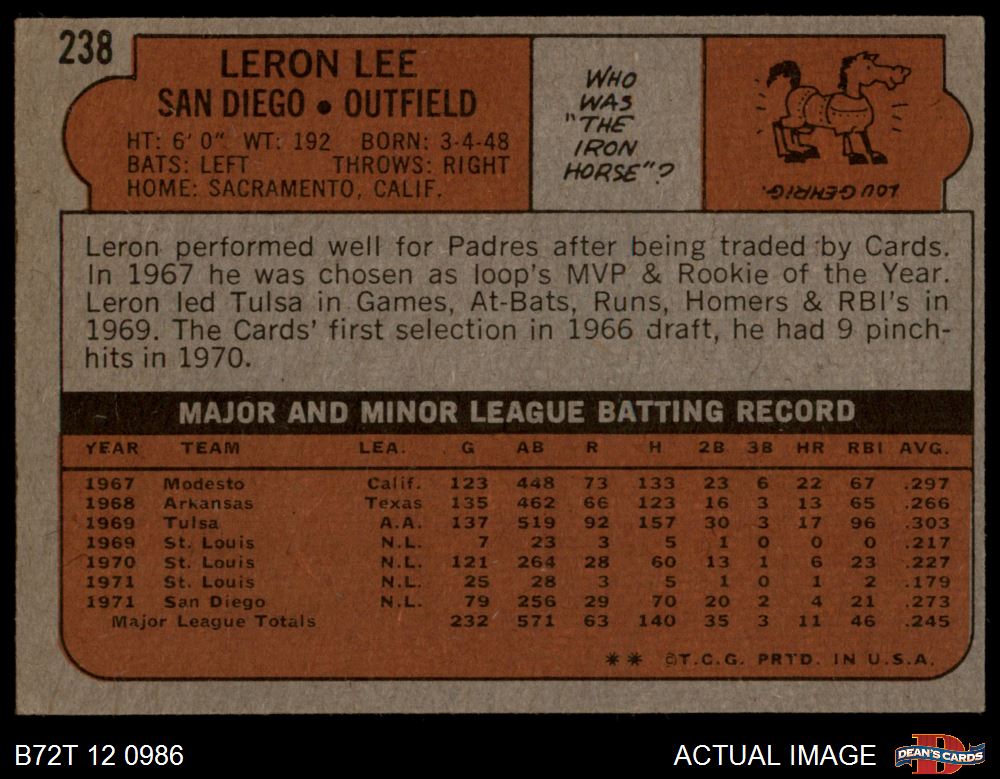 238
LERON LEE
SAN DIEGO • OUTFIELD
HT: 6' 0" WT: 192 BORN: 3-4-48
BATS: LEFT THROWS: RIGHT
HOME: SACRAMENTO, CALIF.
WHO
WAS
"THE
IRON
HORSE"?
LOU GEHRIG.
Leron performed well for Padres after being traded by Cards.
In 1967 he was chosen as loop's MVP & Rookie of the Year.
Leron led Tulsa in Games, At-Bats, Runs, Homers & RBI's in
1969. The Cards' first selection in 1966 draft, he had 9 pinch-
hits in 1970.
MAJOR AND MINOR LEAGUE BATTING RECORD
YEAR TEAM LEA. G AB R H 2B 3B HR RBI AVG.
1967 Modesto Calif. 123 448 73 133 23 6 22 67 .297
1968 Arkansas Texas 135 462 66 123 16 3 13 65 .266
1969 Tulsa A.A. 137 519 92 157 30 3 17 96 .303
1969 St. Louis N.L. 7 23 3 5 1 0 0 0 .217
1970 St. Louis N.L. 121 264 28 60 13 1 6 23 .227
1971 St. Louis N.L. 25 28 3 5 1 0 1 2 .179
1971 San Diego N.L. 79 256 29 70 20 2 4 21 .273
Major League Totals 232 571 63 140 35 3 11 46 .245
** ©T.C.G. PRTD. IN U.S.A.
B72T 12 0986
ACTUAL IMAGE
DEAN'S CARDS